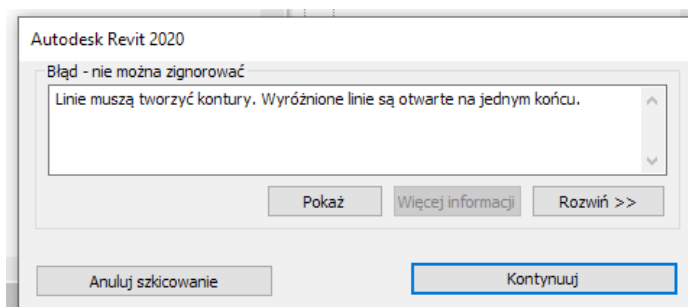 Autodesk Revit 2020
Błąd - nie można zignorować
Linie muszą tworzyć kontury. Wyróżnione linie są otwarte na jednym końcu.
Pokaż
Więcej informacji
Rozwiń >>
Anuluj szkicowanie
Kontynuuj